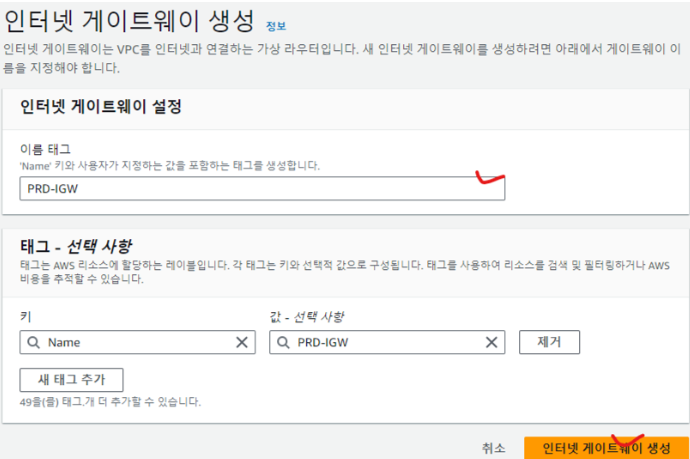 인터넷 게이트웨이 생성 정보
인터넷 게이트웨이는 VPC를 인터넷과 연결하는 가상 라우터입니다. 새 인터넷 게이트웨이를 생성하려면 아래에서 게이트웨이 이
름을 지정해야 합니다.
인터넷 게이트웨이 설정
이름 태그
'Name' 키와 사용자가 지정하는 값을 포함하는 태그를 생성합니다.
PRD-IGW
태그 - 선택 사항
태그는 AWS 리소스에 할당하는 레이블입니다. 각 태그는 키와 선택적 값으로 구성됩니다. 태그를 사용하여 리소스를 검색 및 필터링하거나 AWS
비용을 추적할 수 있습니다.
키 값 - 선택 사항
Name PRD-IGW 제거
새 태그 추가
49을(를) 태그.개 더 추가할 수 있습니다.
취소 인터넷 게이트웨이 생성